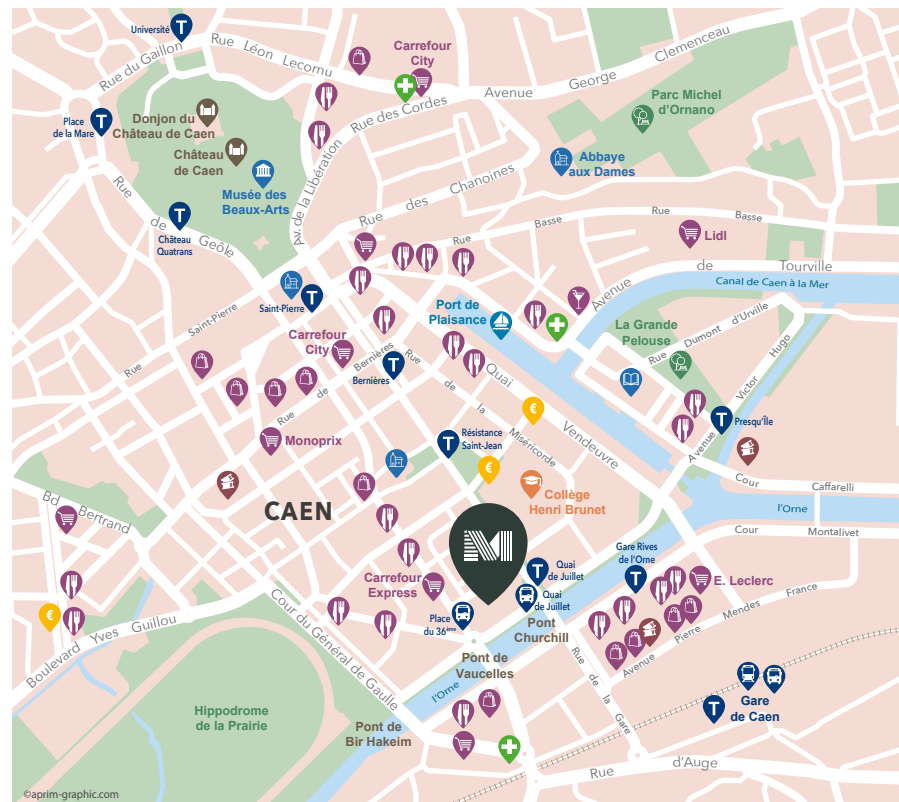 Université
Rue du Gaillon
Rue Léon Lecornu
Carrefour
City
Avenue George Clemenceau
Rue des Cordes
Parc Michel
d'Ornano
Place
de la Mare
Donjon du
Château de Caen
Château
de Caen
Musée des
Beaux-Arts
Av. de la Libération
Abbaye
aux Dames
Rue des Chanoines
Rue de Geôle
Château
Quatrans
Rue Basse
Rue Basse
Lidl
Avenue de Tourville
Canal de Caen à la Mer
Saint-Pierre
Rue Saint-Pierre
Port de
Plaisance
La Grande
Pelouse
Rue Dumont d'Urville
Carrefour
City
Rue de Bernières
Bernières
Rue de la Miséricorde
Quai Vendeuvre
Avenue Victor Hugo
Presqu'Île
Monoprix
Résistance
Saint-Jean
Collège
Henri Brunet
Cour Caffarelli
l'Orne
Cour Montalivet
Bd Bertrand
CAEN
M
Gare Rives
de l'Orne
Quai
de Juillet
Quai
de Juillet
E. Leclerc
Carrefour
Express
Place
du 36ème
Pont
Churchill
Avenue Pierre Mendes France
Boulevard Yves Guillou
Cour du Général de Gaulle
Pont de
Vaucelles
l'Orne
Rue de la Gare
Hippodrome
de la Prairie
Pont de
Bir Hakeim
Gare
de Caen
Rue d'Auge
©aprim-graphic.com
T
T
T
T
T
T
T
T
T
T
€
€
€